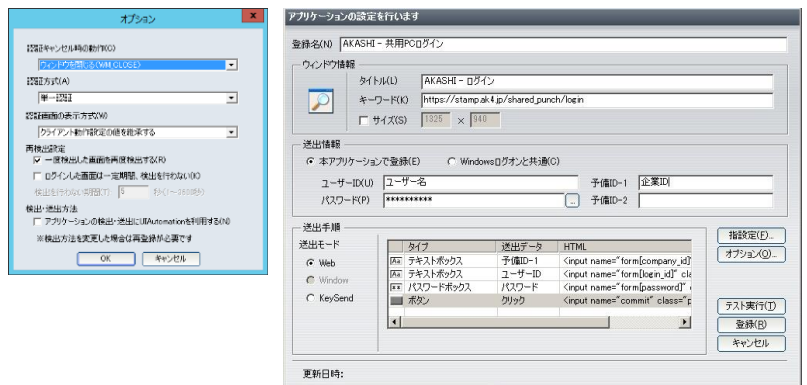 オプション
認証キャンセル時の動作(C)
ウィンドウを閉じる(WM_CLOSE)
認証方式(A)
単一認証
認証画面の表示方式(W)
クライアント動作設定の値を継承する
再検出設定
一度検出した画面を再度検出する(R)
ログインした画面は一定期間、検出を行わない(K)
検出を行わない期間(T) 5 秒(1～3600秒)
検出・送出方法
アプリケーションの検出・送出にUIAutomationを利用する(N)
※検出方法を変更した場合は再登録が必要です
OK キャンセル
アプリケーションの設定を行います
登録名(N) AKASHI - 共用PCログイン
ウィンドウ情報
タイトル(L) AKASHI - ログイン
キーワード(K) https://stamp.ak4.jp/shared_punch/login
サイズ(S) 1325 × 940
送出情報
本アプリケーションで登録(E) Windowsログオンと共通(C)
ユーザーID(U) ユーザー名 予備ID-1 企業ID
パスワード(P) ********** ... 予備ID-2
送出手順
送出モード
Web
Window
KeySend
タイプ 送出データ HTML
テキストボックス 予備ID-1 <input name="form[company_id]"
テキストボックス ユーザーID <input name="form[login_id]" cla
パスワードボックス パスワード <input name="form[password]" c
ボタン クリック <input name="commit" class="p
指設定(F)...
オプション(O)...
テスト実行(T)
登録(R)
キャンセル
更新日時: